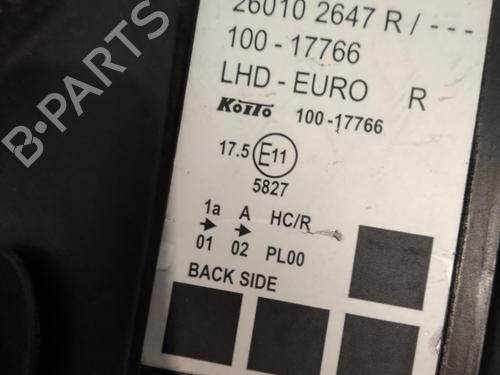 B-PARTS
26010 2647 R / ---
100 - 17766
LHD - EURO R
KOITO 100-17766
17.5 E11
5827
1a A HC/R
01 02 PL00
BACK SIDE